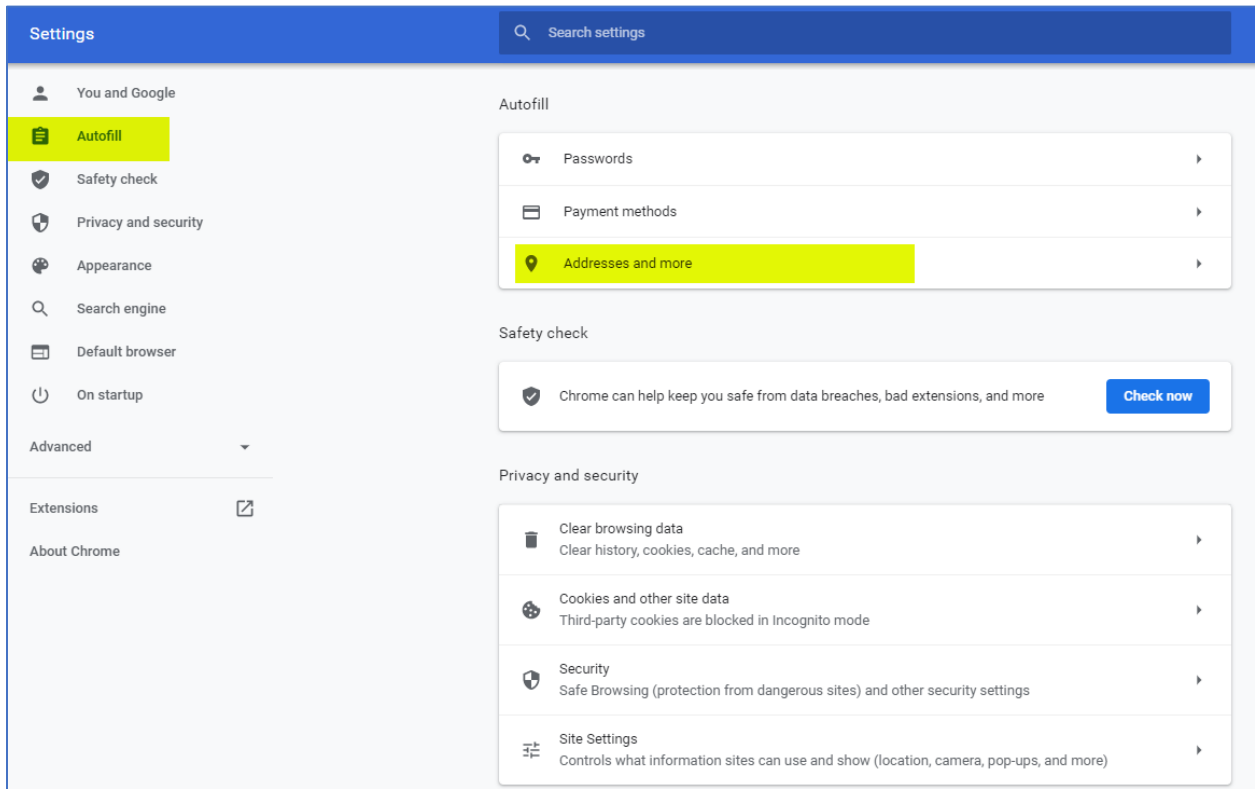 Settings
Search settings
You and Google
Autofill
Safety check
Privacy and security
Appearance
Search engine
Default browser
On startup
Advanced
Extensions
About Chrome
Autofill
Passwords
Payment methods
Addresses and more
Safety check
Chrome can help keep you safe from data breaches, bad extensions, and more
Check now
Privacy and security
Clear browsing data
Clear history, cookies, cache, and more
Cookies and other site data
Third-party cookies are blocked in Incognito mode
Security
Safe Browsing (protection from dangerous sites) and other security settings
Site Settings
Controls what information sites can use and show (location, camera, pop-ups, and more)